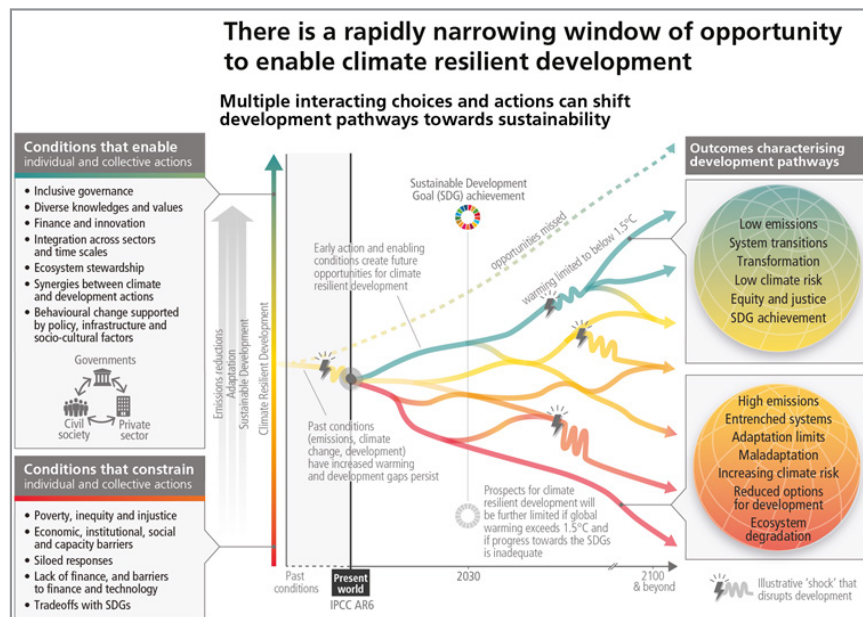 There is a rapidly narrowing window of opportunity
to enable climate resilient development
Multiple interacting choices and actions can shift
development pathways towards sustainability
Conditions that enable
individual and collective actions
• Inclusive governance
• Diverse knowledges and values
• Finance and innovation
• Integration across sectors
and time scales
• Ecosystem stewardship
• Synergies between climate
and development actions
• Behavioural change supported
by policy, infrastructure and
socio-cultural factors
Governments
Civil
society
Private
sector
Conditions that constrain
individual and collective actions
• Poverty, inequity and injustice
• Economic, institutional, social
and capacity barriers
• Siloed responses
• Lack of finance, and barriers
to finance and technology
• Tradeoffs with SDGs
Emissions reductions
Adaptation
Sustainable Development
Climate Resilient Development
Sustainable Development
Goal (SDG) achievement
Early action and enabling
conditions create future
opportunities for climate
resilient development
opportunities missed
warming limited to below 1.5°C
Past conditions
(emissions, climate
change, development)
have increased warming
and development gaps persist
Prospects for climate
resilient development will
be further limited if global
warming exceeds 1.5°C and
if progress towards the SDGs
is inadequate
Past
conditions
Present
world
IPCC AR6
2030
2100
& beyond
Outcomes characterising
development pathways
Low emissions
System transitions
Transformation
Low climate risk
Equity and justice
SDG achievement
High emissions
Entrenched systems
Adaptation limits
Maladaptation
Increasing climate risk
Reduced options
for development
Ecosystem
degradation
Illustrative 'shock' that
disrupts development